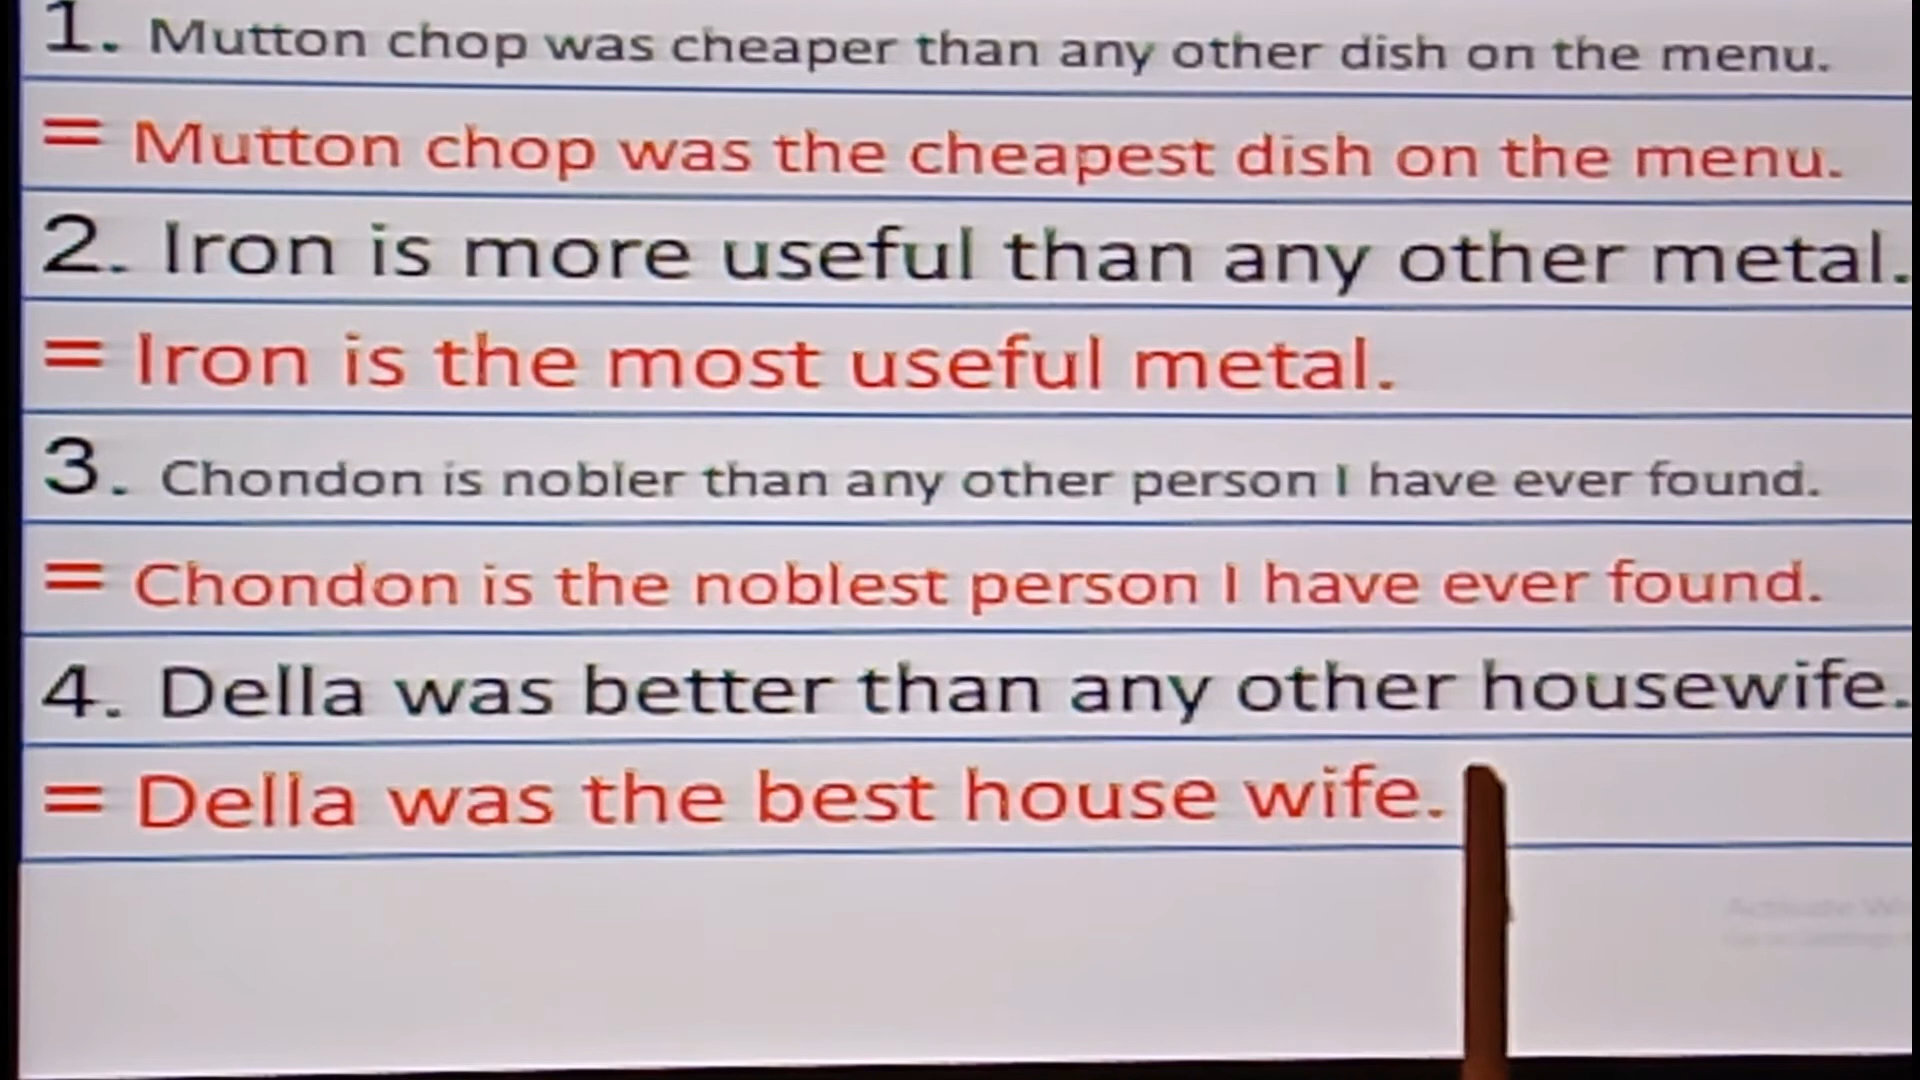 1. Mutton chop was cheaper than any other dish on the menu.
= Mutton chop was the cheapest dish on the menu.
2. Iron is more useful than any other metal.
= Iron is the most useful metal.
3. Chondon is nobler than any other person I have ever found.
= Chondon is the noblest person I have ever found.
4. Della was better than any other housewife.
= Della was the best house wife.